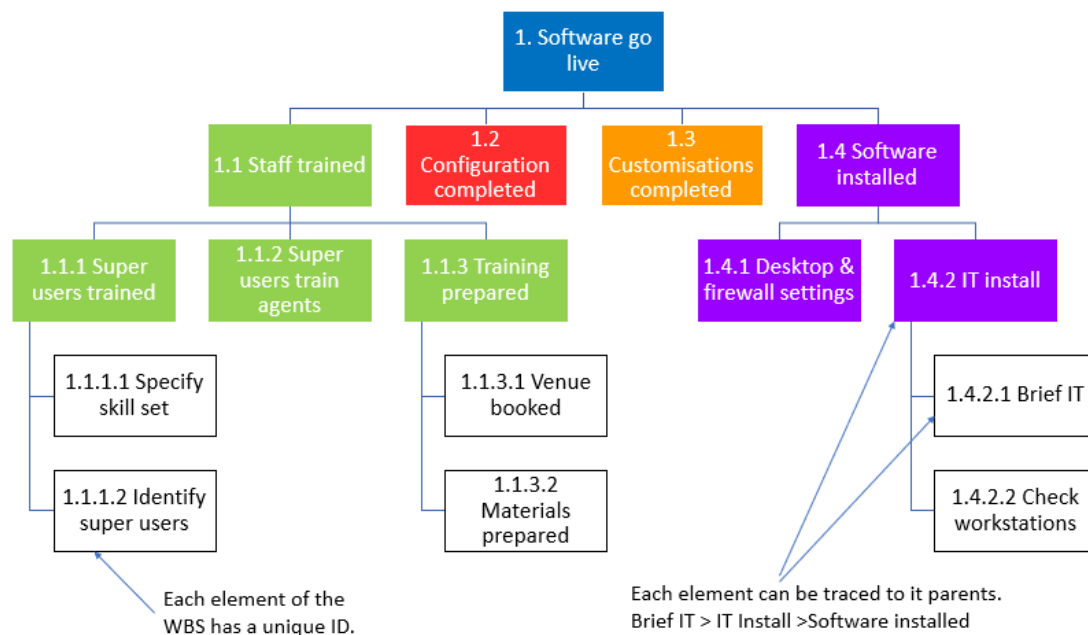 1. Software go
live
1.1 Staff trained
1.2
Configuration
completed
1.3
Customisations
completed
1.4 Software
installed
1.1.1 Super
users trained
1.1.2 Super
users train
agents
1.1.3 Training
prepared
1.4.1 Desktop &
firewall settings
1.4.2 IT install
1.1.1.1 Specify
skill set
1.1.3.1 Venue
booked
1.4.2.1 Brief IT
1.1.1.2 Identify
super users
1.1.3.2
Materials
prepared
1.4.2.2 Check
workstations
Each element of the
WBS has a unique ID.
Each element can be traced to it parents.
Brief IT > IT Install >Software installed